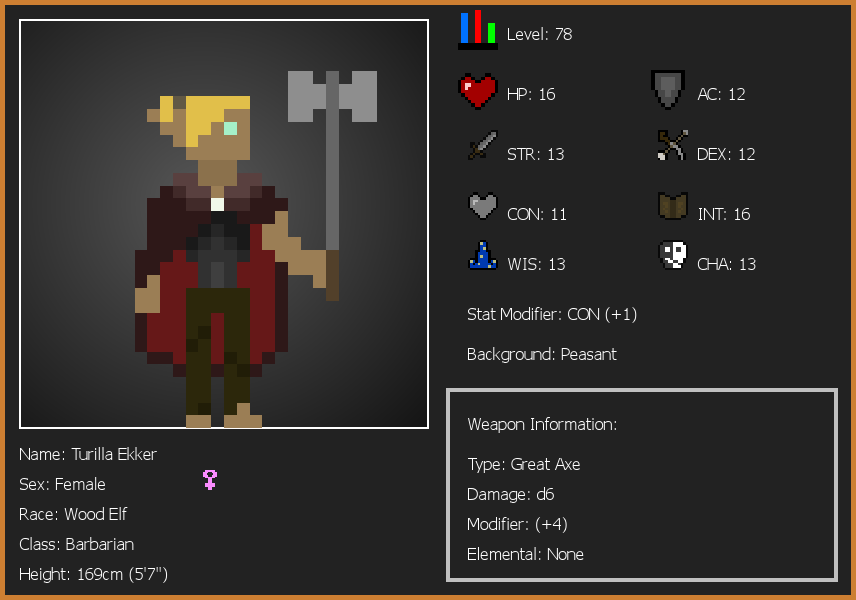 Level: 78
HP: 16
AC: 12
STR: 13
DEX: 12
CON: 11
INT: 16
WIS: 13
CHA: 13
Stat Modifier: CON (+1)
Background: Peasant
Weapon Information:
Type: Great Axe
Damage: d6
Modifier: (+4)
Elemental: None
Name: Turilla Ekker
Sex: Female
Race: Wood Elf
Class: Barbarian
Height: 169cm (5'7")